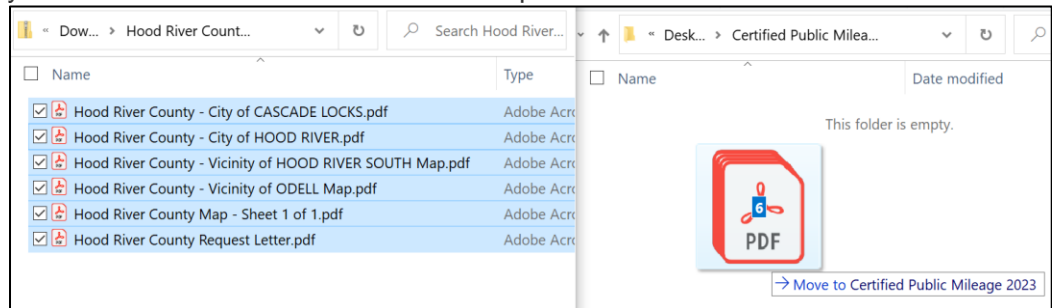 « Dow... > Hood River Count...
Search Hood River...
Name
Type
Hood River County - City of CASCADE LOCKS.pdf Adobe Acro
Hood River County - City of HOOD RIVER.pdf Adobe Acro
Hood River County - Vicinity of HOOD RIVER SOUTH Map.pdf Adobe Acro
Hood River County - Vicinity of ODELL Map.pdf Adobe Acro
Hood River County Map - Sheet 1 of 1.pdf Adobe Acro
Hood River County Request Letter.pdf Adobe Acro
« Desk... > Certified Public Milea...
Name
Date modified
This folder is empty.
6
PDF
→ Move to Certified Public Mileage 2023